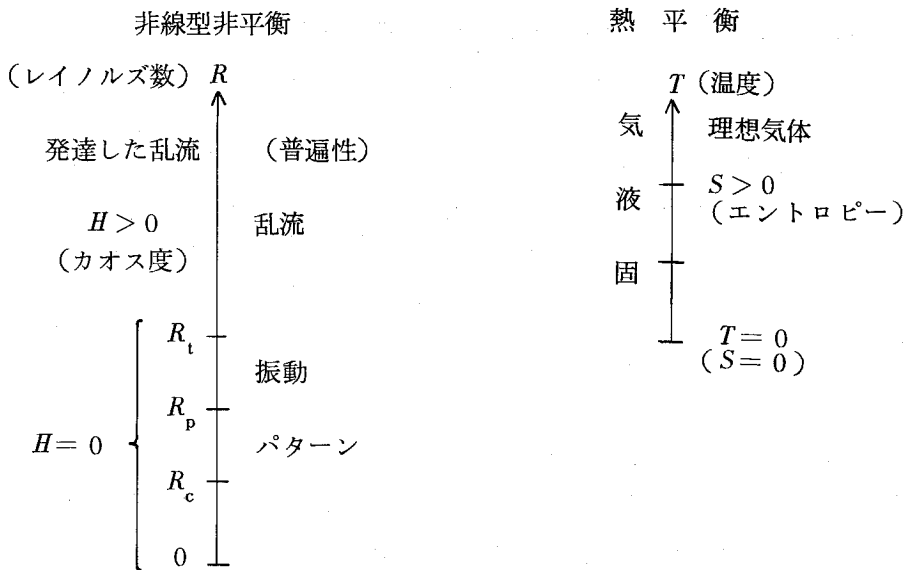 非線型非平衡
(レイノルズ数) R
発達した乱流 (普遍性)
H > 0 乱流
(カオス度)
R_t
振動
R_p
H = 0 パターン
R_c
0
熱平衡
T (温度)
気 理想気体
液 S > 0
(エントロピー)
固
T = 0
(S = 0)